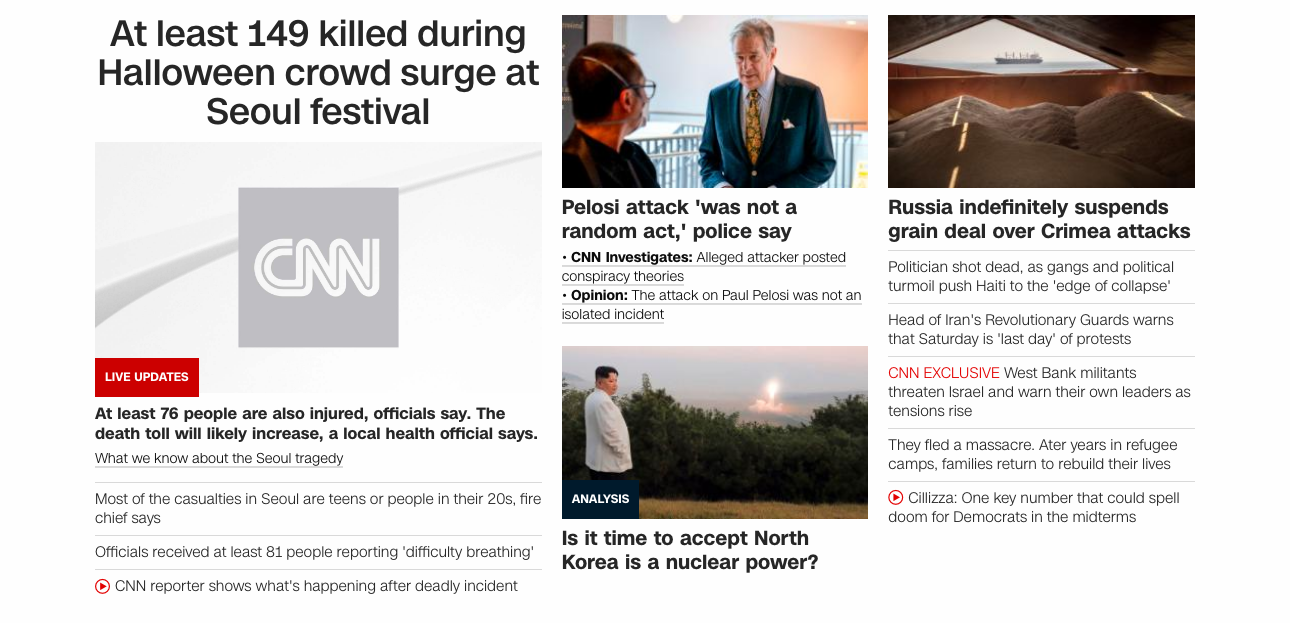 At least 149 killed during
Halloween crowd surge at
Seoul festival
CNN
LIVE UPDATES
At least 76 people are also injured, officials say. The
death toll will likely increase, a local health official says.
What we know about the Seoul tragedy
Most of the casualties in Seoul are teens or people in their 20s, fire
chief says
Officials received at least 81 people reporting 'difficulty breathing'
CNN reporter shows what's happening after deadly incident
Pelosi attack 'was not a
random act,' police say
• CNN Investigates: Alleged attacker posted
conspiracy theories
• Opinion: The attack on Paul Pelosi was not an
isolated incident
ANALYSIS
Is it time to accept North
Korea is a nuclear power?
Russia indefinitely suspends
grain deal over Crimea attacks
Politician shot dead, as gangs and political
turmoil push Haiti to the 'edge of collapse'
Head of Iran's Revolutionary Guards warns
that Saturday is 'last day' of protests
CNN EXCLUSIVE West Bank militants
threaten Israel and warn their own leaders as
tensions rise
They fled a massacre. Ater years in refugee
camps, families return to rebuild their lives
Cillizza: One key number that could spell
doom for Democrats in the midterms